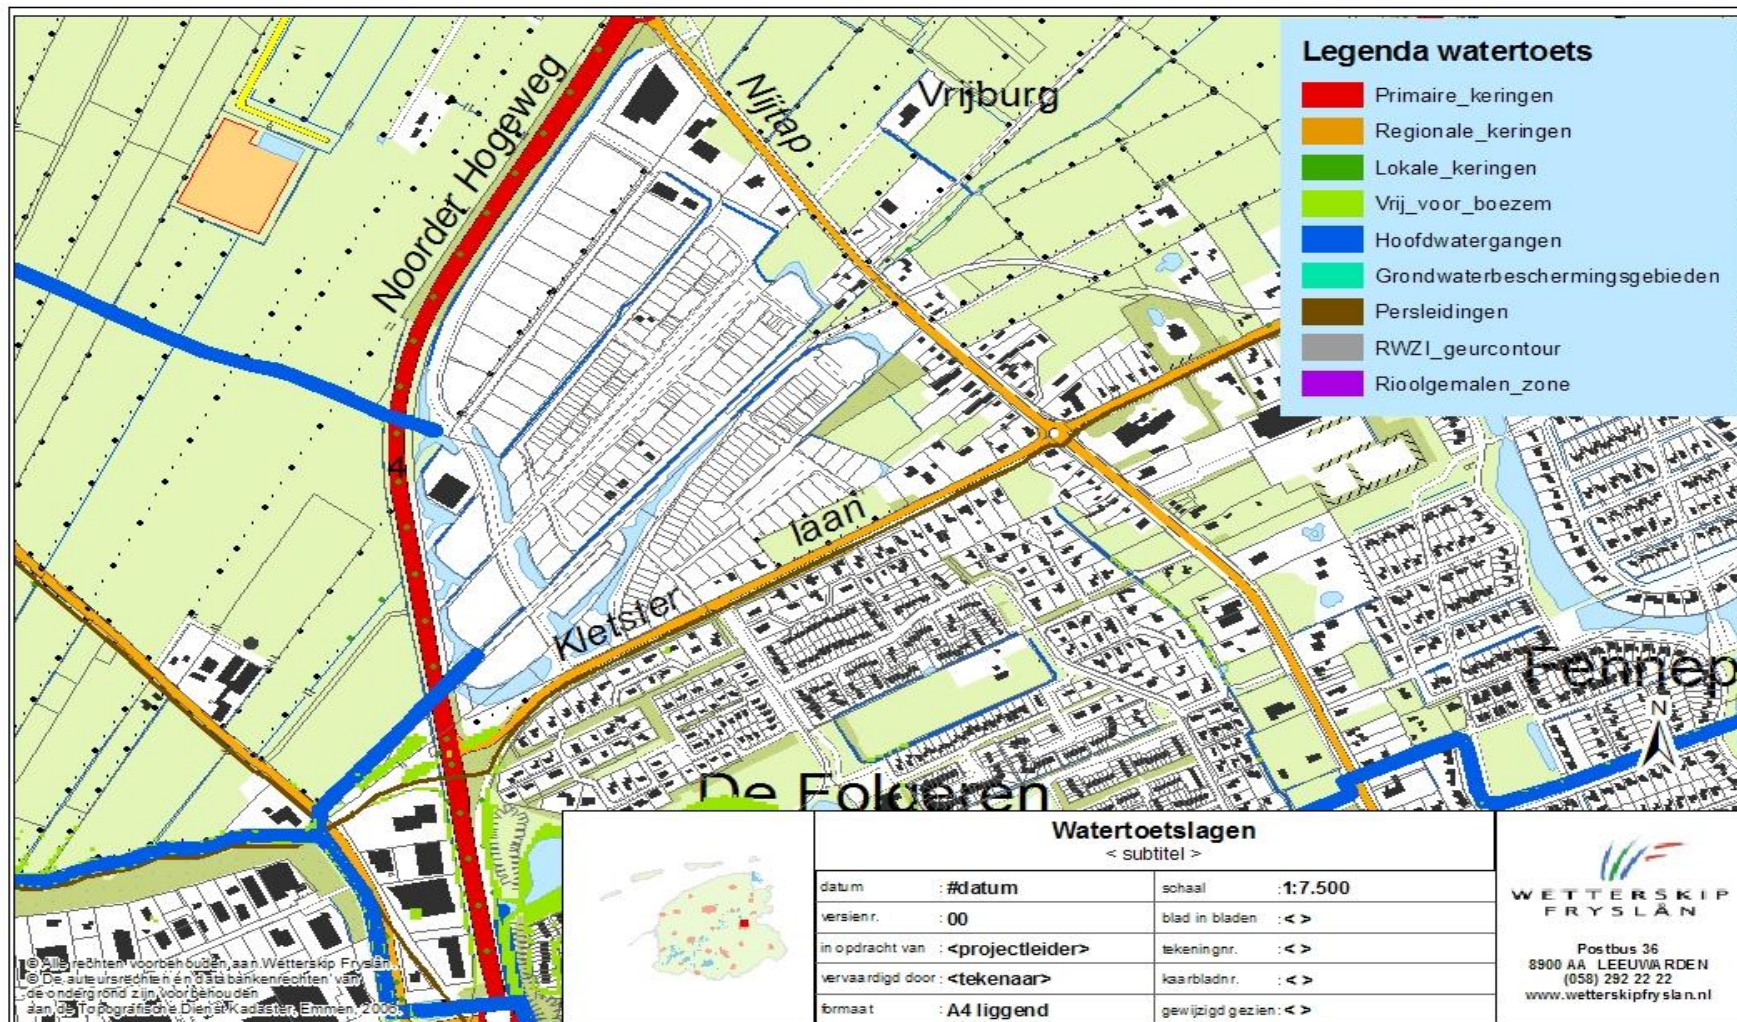 Noorder Hogeweg
Nijtap
Vrijburg
4
Kletster
laan
De Folgeren
Fennep
N
Legenda watertoets
Primaire_keringen
Regionale_keringen
Lokale_keringen
Vrij_voor_boezem
Hoofdwatergangen
Grondwaterbeschermingsgebieden
Persleidingen
RWZI_geurcontour
Rioolgemalen_zone
© Alle rechten voorbehouden aan Wetterskip Fryslân
© De auteursrechten en databankenrechten van
de ondergrond zijn voorbehouden
aan de Topografische Dienst Kadaster, Emmen, 2006.
Watertoetslagen
< subtitel >
datum : #datum
schaal :1:7.500
versienr. : 00
blad in bladen :< >
in opdracht van : <projectleider>
tekeningnr. :< >
vervaardigd door : <tekenaar>
kaarbladnr. :< >
formaat : A4 liggend
gewijzigd gezien:< >
WETTERSKIP
FRYSLÂN
Postbus 36
8900 AA LEEUWARDEN
(058) 292 22 22
www.wetterskipfryslan.nl